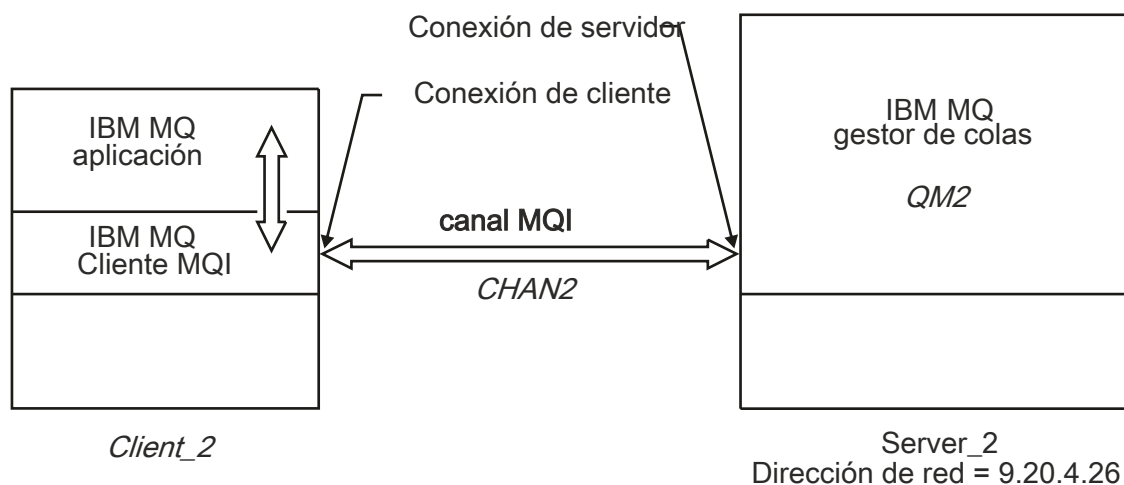 Conexión de servidor
Conexión de cliente
IBM MQ
aplicación
IBM MQ
Cliente MQI
canal MQI
CHAN2
IBM MQ
gestor de colas
QM2
Client_2
Server_2
Dirección de red = 9.20.4.26